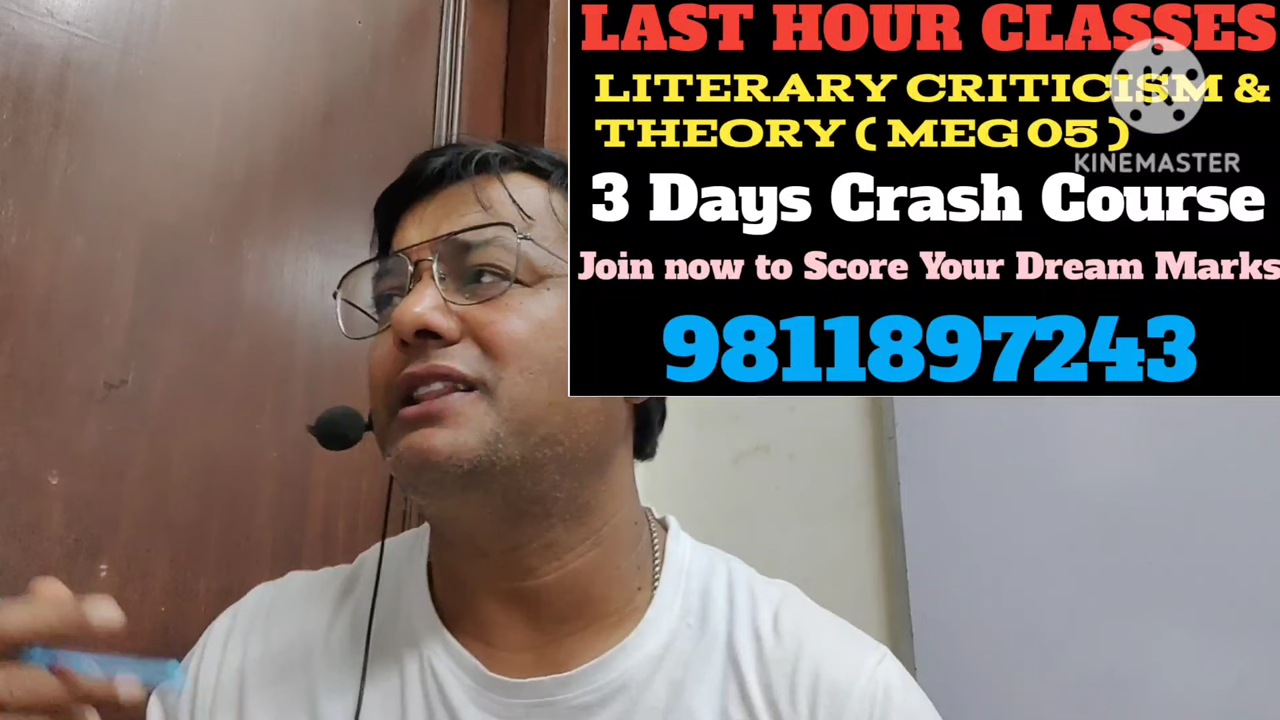 LAST HOUR CLASSES
LITERARY CRITICISM &
THEORY ( MEG 05 )
KINEMASTER
3 Days Crash Course
Join now to Score Your Dream Marks
9811897243